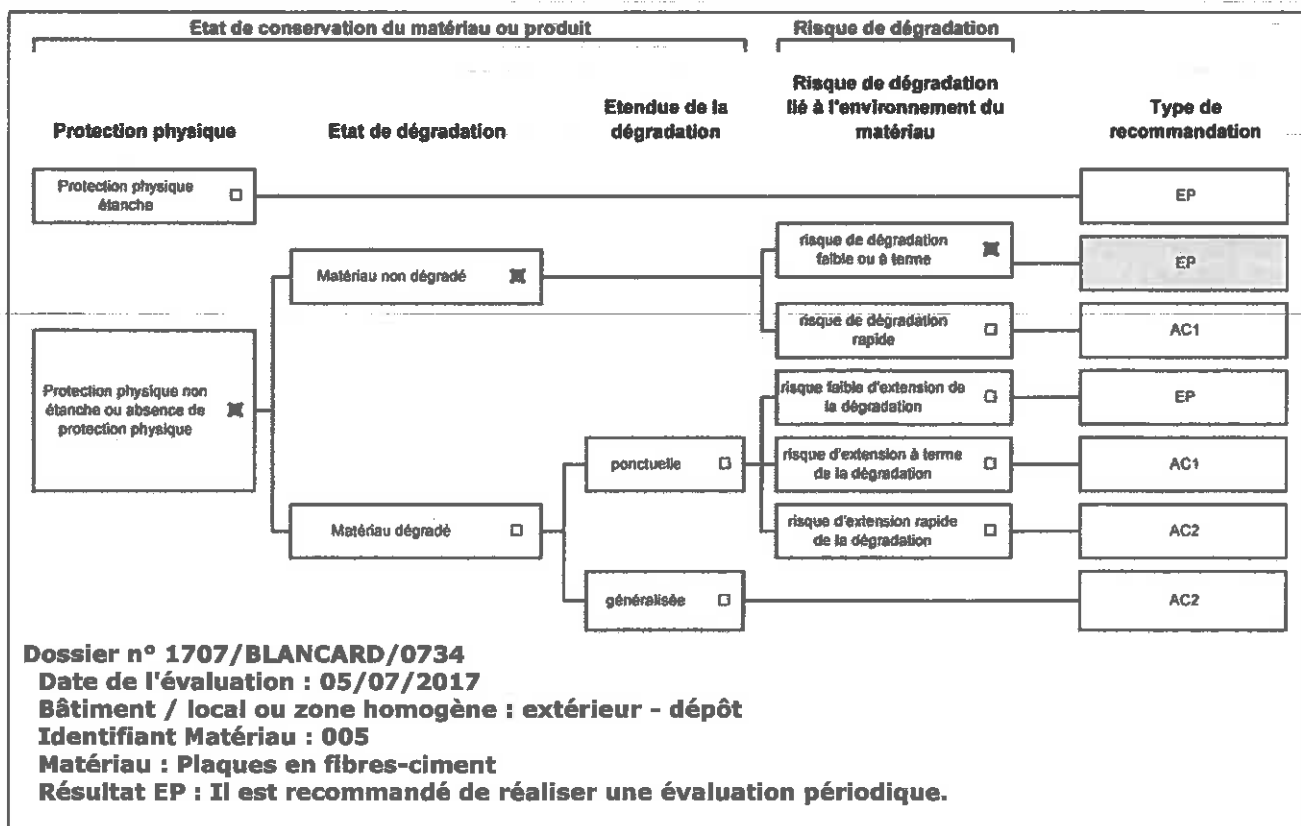 Etat de conservation du matériau ou produit
Risque de dégradation
Protection physique
Etat de dégradation
Etendue de la
dégradation
Risque de dégradation
lié à l'environnement du
matériau
Type de
recommandation
Protection physique
étanche
EP
Matériau non dégradé
risque de dégradation
faible ou à terme
EP
risque de dégradation
rapide
AC1
Protection physique non
étanche ou absence de
protection physique
risque faible d'extension de
la dégradation
EP
ponctuelle
risque d'extension à terme
de la dégradation
AC1
Matériau dégradé
risque d'extension rapide
de la dégradation
AC2
généralisée
AC2
Dossier n° 1707/BLANCARD/0734
Date de l'évaluation : 05/07/2017
Bâtiment / local ou zone homogène : extérieur - dépôt
Identifiant Matériau : 005
Matériau : Plaques en fibres-ciment
Résultat EP : Il est recommandé de réaliser une évaluation périodique.